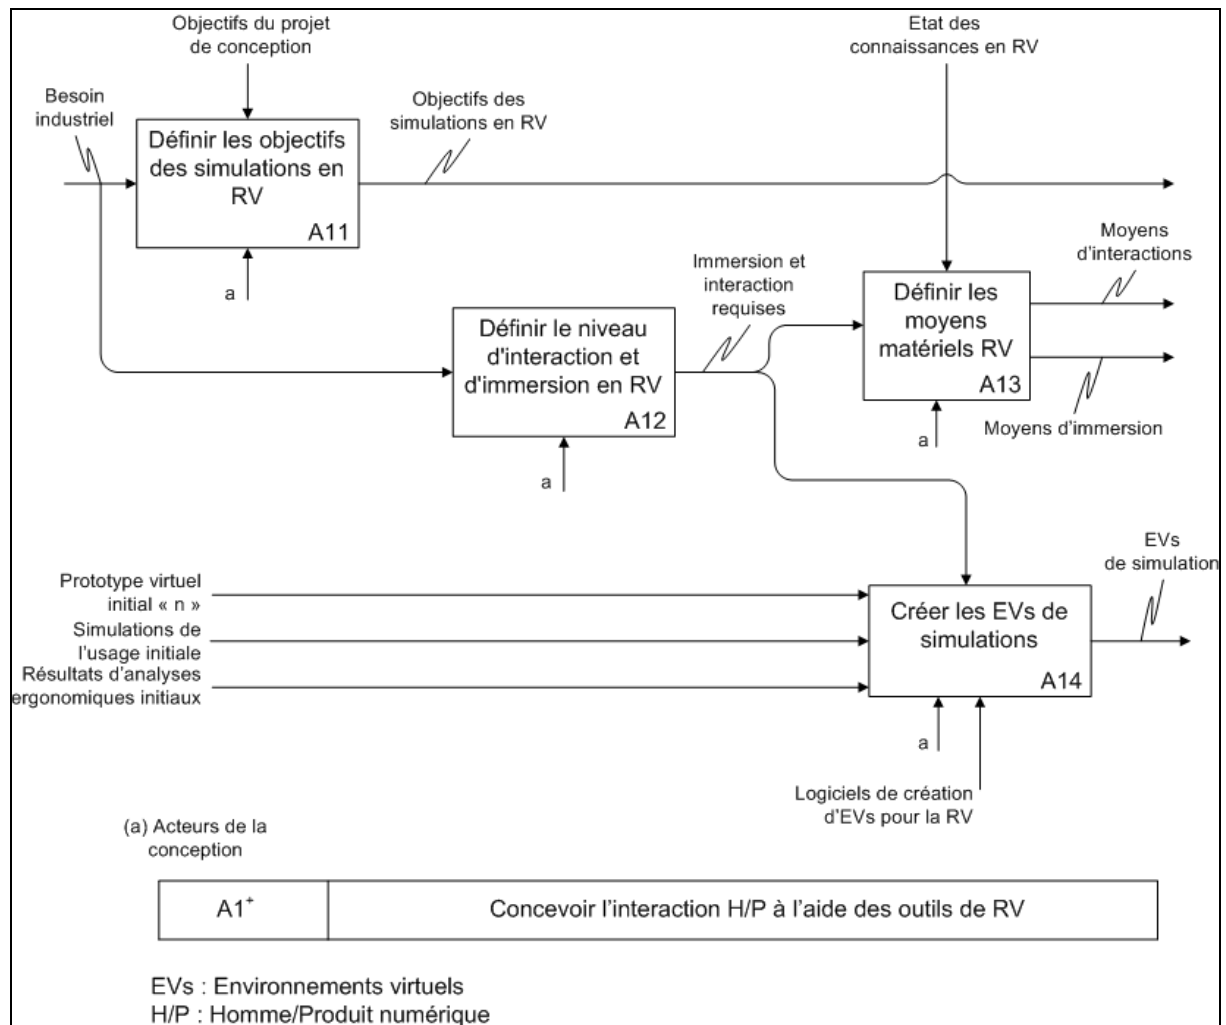 Objectifs du projet
de conception
Etat des
connaissances en RV
Besoin
industriel
Objectifs des
simulations en RV
Définir les objectifs
des simulations en
RV
A11
a
Moyens
d'interactions
Immersion et
interaction
requises
Définir les
moyens
matériels RV
A13
a
Moyens d'immersion
Définir le niveau
d'interaction et
d'immersion en RV
A12
a
EVs
de simulation
Prototype virtuel
initial « n »
Simulations de
l'usage initiale
Résultats d'analyses
ergonomiques initiaux
Créer les EVs de
simulations
A14
a
Logiciels de création
d'EVs pour la RV
(a) Acteurs de la
conception
A1+
Concevoir l'interaction H/P à l'aide des outils de RV
EVs : Environnements virtuels
H/P : Homme/Produit numérique